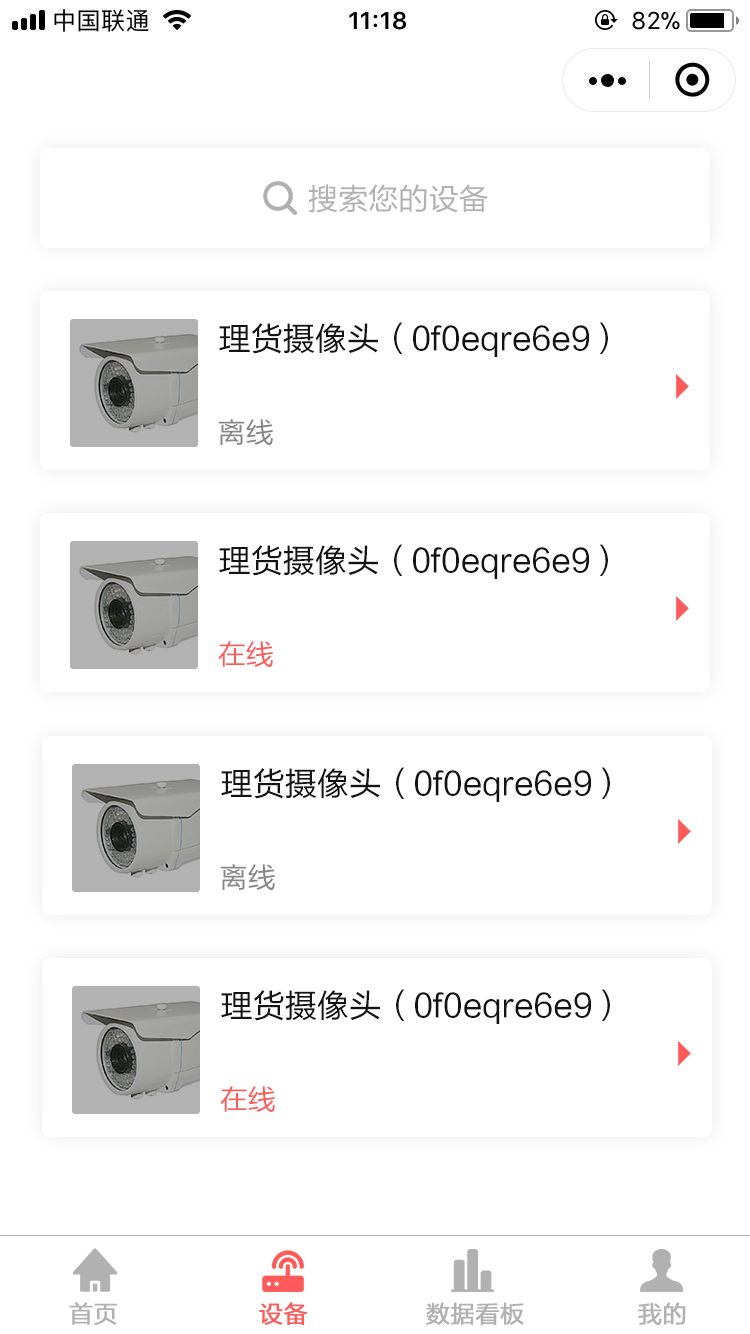 中国联通 11:18 82%
搜索您的设备
理货摄像头（0f0eqre6e9）
离线
理货摄像头（0f0eqre6e9）
在线
理货摄像头（0f0eqre6e9）
离线
理货摄像头（0f0eqre6e9）
在线
首页 设备 数据看板 我的